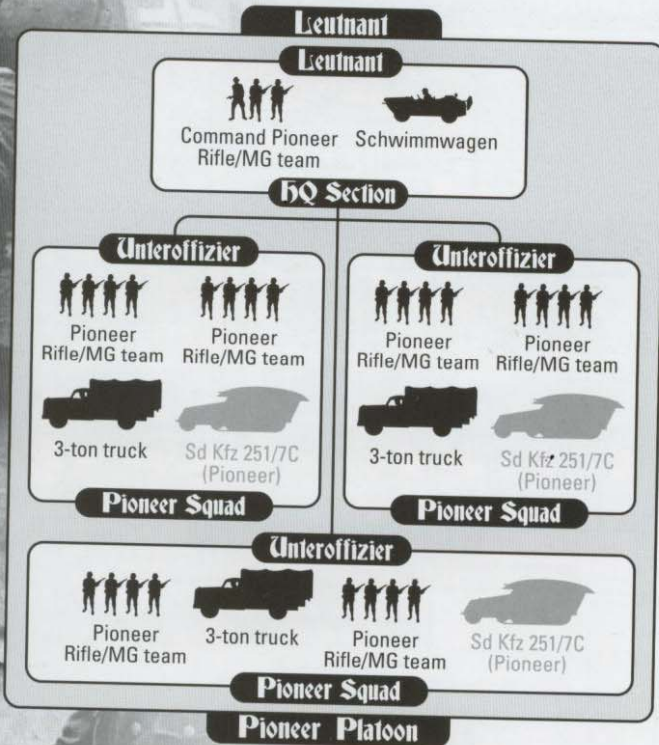 Leutnant
Leutnant
Command Pioneer
Rifle/MG team
Schwimmwagen
HQ Section
Unteroffizier
Pioneer
Rifle/MG team
Pioneer
Rifle/MG team
3-ton truck
Sd Kfz 251/7C
(Pioneer)
Pioneer Squad
Unteroffizier
Pioneer
Rifle/MG team
Pioneer
Rifle/MG team
3-ton truck
Sd Kfz 251/7C
(Pioneer)
Pioneer Squad
Unteroffizier
Pioneer
Rifle/MG team
3-ton truck
Pioneer
Rifle/MG team
Sd Kfz 251/7C
(Pioneer)
Pioneer Squad
Pioneer Platoon